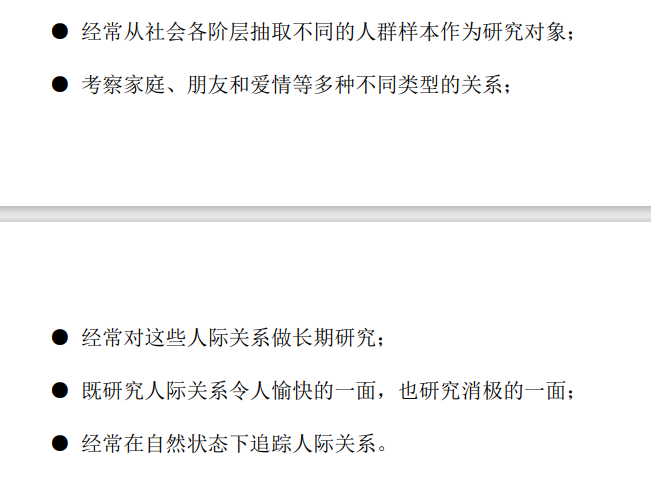 ● 经常从社会各阶层抽取不同的人群样本作为研究对象；
● 考察家庭、朋友和爱情等多种不同类型的关系；
● 经常对这些人际关系做长期研究；
● 既研究人际关系令人愉快的一面，也研究消极的一面；
● 经常在自然状态下追踪人际关系。